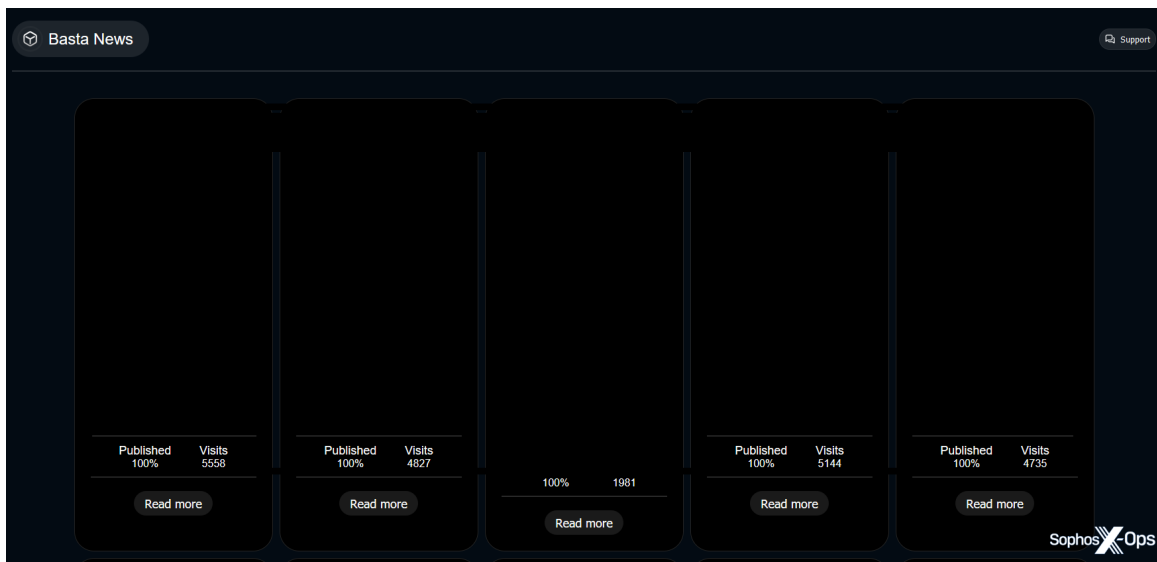 Basta News
Support
Published Visits
100% 5558
Read more
Published Visits
100% 4827
Read more
100% 1981
Read more
Published Visits
100% 5144
Read more
Published Visits
100% 4735
Read more
Sophos X-Ops